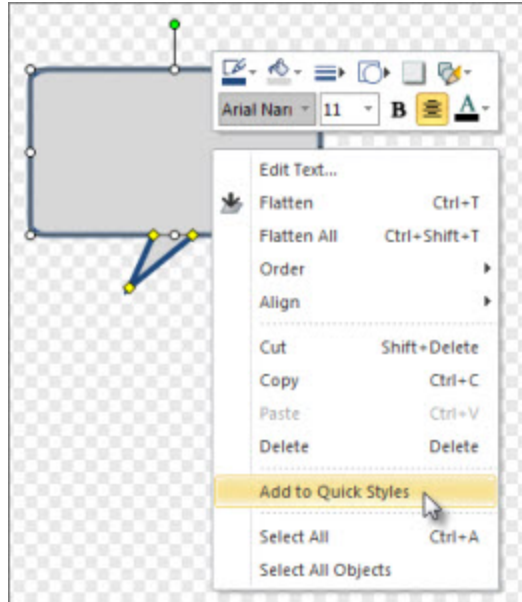 Arial Narı 11 B A
Edit Text...
Flatten Ctrl+T
Flatten All Ctrl+Shift+T
Order
Align
Cut Shift+Delete
Copy Ctrl+C
Paste Ctrl+V
Delete Delete
Add to Quick Styles
Select All Ctrl+A
Select All Objects